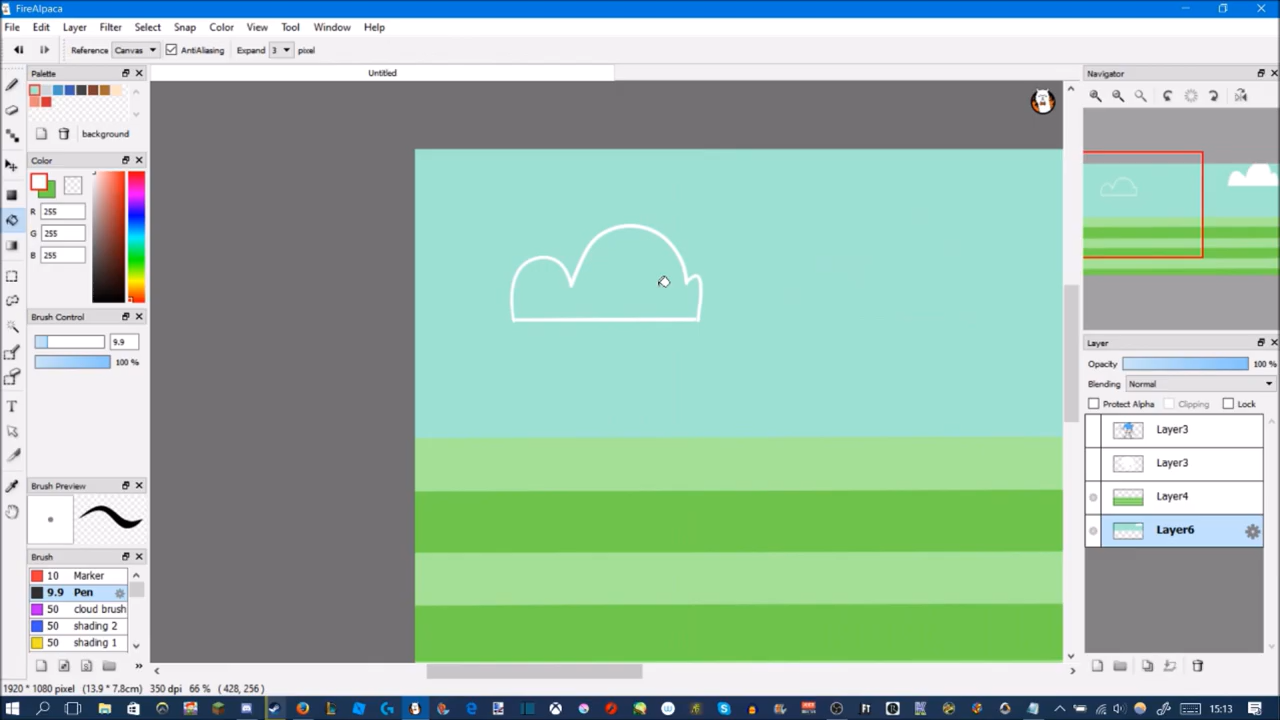 FireAlpaca
File Edit Layer Filter Select Snap Color View Tool Window Help
Reference Canvas AntiAliasing Expand 3 pixel
Palette
Untitled
Navigator
background
Color
R 255
G 255
B 255
Brush Control
9.9
100 %
Layer
Opacity 100 %
Blending Normal
Protect Alpha Clipping Lock
Layer3
Layer3
Layer4
Layer6
Brush Preview
Brush
10 Marker
9.9 Pen
50 cloud brush
50 shading 2
50 shading 1
1920 * 1080 pixel (13.9 * 7.8cm) 350 dpi 66 % ( 428, 256 )
15:13